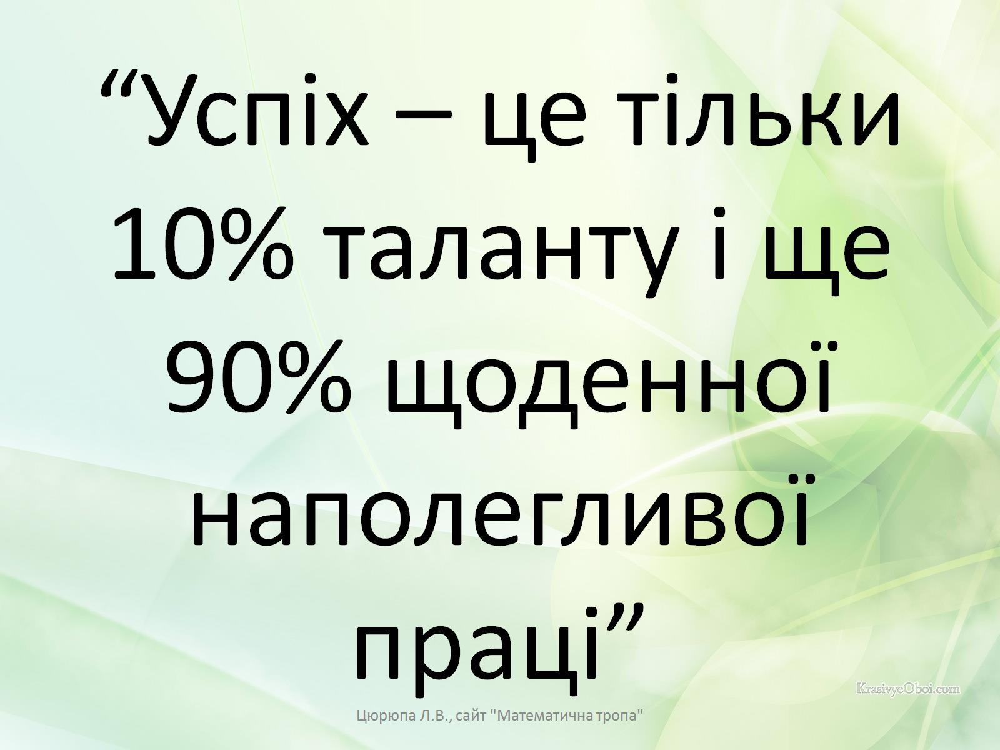 “Успіх – це тільки
10% таланту і ще
90% щоденної
наполегливої
праці”
KrasivyeOboi.com
Цюрюпа Л.В., сайт "Математична тропа"